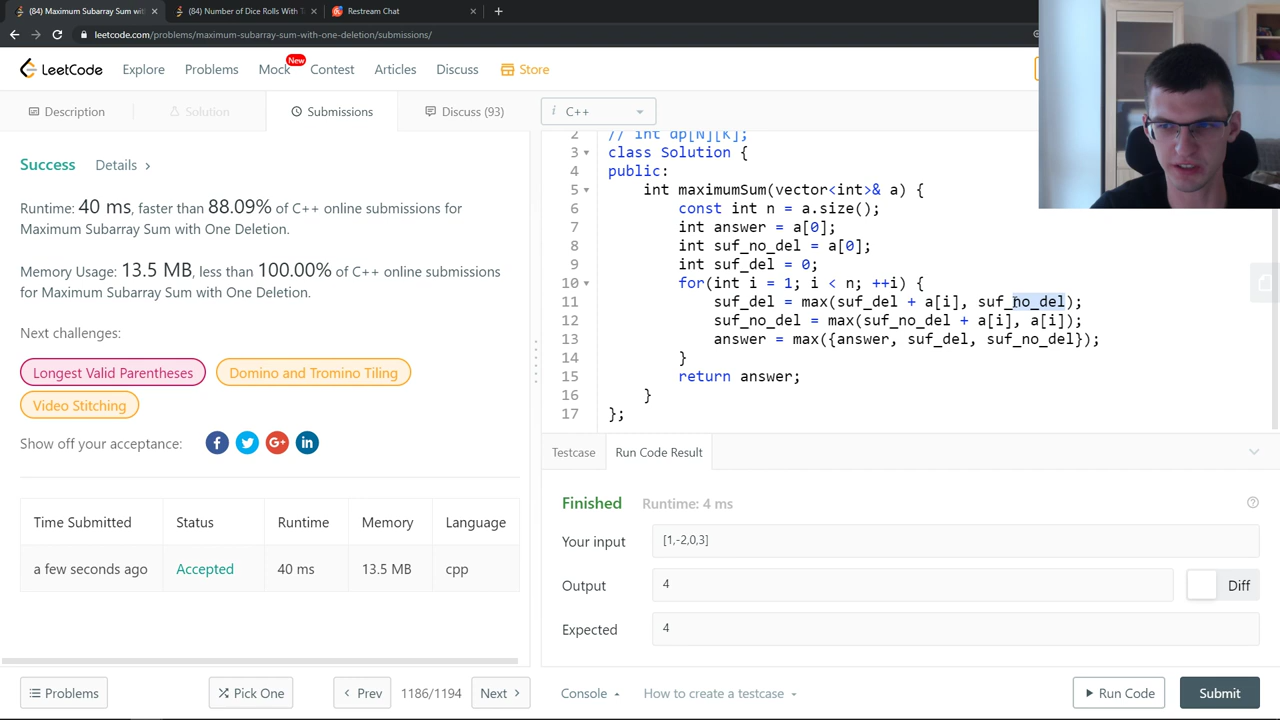 (84) Maximum Subarray Sum wit
(84) Number of Dice Rolls With T
Restream Chat
leetcode.com/problems/maximum-subarray-sum-with-one-deletion/submissions/
LeetCode
Explore
Problems
Mock
New
Contest
Articles
Discuss
Store
Description
Solution
Submissions
Discuss (93)
i C++
Success
Details
Runtime: 40 ms, faster than 88.09% of C++ online submissions for
Maximum Subarray Sum with One Deletion.
Memory Usage: 13.5 MB, less than 100.00% of C++ online submissions
for Maximum Subarray Sum with One Deletion.
Next challenges:
Longest Valid Parentheses
Domino and Tromino Tiling
Video Stitching
Show off your acceptance:
Time Submitted Status Runtime Memory Language
a few seconds ago Accepted 40 ms 13.5 MB cpp
2 // int dp[N][K];
3 class Solution {
4 public:
5 int maximumSum(vector<int>& a) {
6 const int n = a.size();
7 int answer = a[0];
8 int suf_no_del = a[0];
9 int suf_del = 0;
10 for(int i = 1; i < n; ++i) {
11 suf_del = max(suf_del + a[i], suf_no_del);
12 suf_no_del = max(suf_no_del + a[i], a[i]);
13 answer = max({answer, suf_del, suf_no_del});
14 }
15 return answer;
16 }
17 };
Testcase
Run Code Result
Finished
Runtime: 4 ms
Your input
[1,-2,0,3]
Output
4
Diff
Expected
4
Problems
Pick One
Prev
1186/1194
Next
Console
How to create a testcase
Run Code
Submit